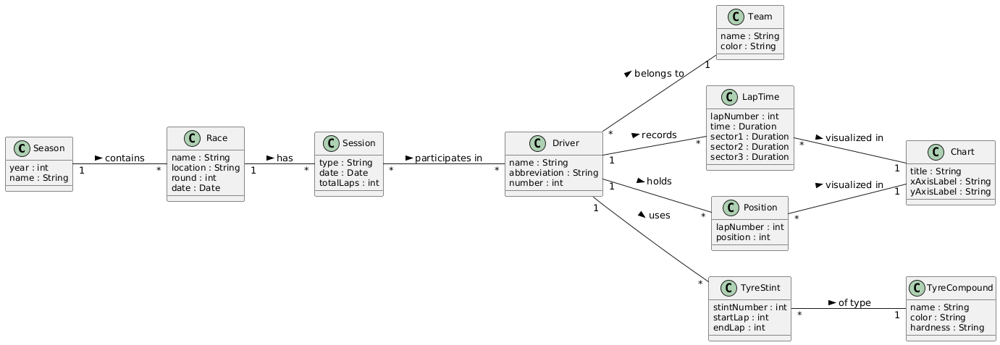 C Season
year : int
name : String
contains
1
*
C Race
name : String
location : String
round : int
date : Date
has
1
*
C Session
type : String
date : Date
totalLaps : int
participates in
*
*
C Driver
name : String
abbreviation : String
number : int
belongs to
*
1
C Team
name : String
color : String
records
1
*
C LapTime
lapNumber : int
time : Duration
sector1 : Duration
sector2 : Duration
sector3 : Duration
holds
1
*
C Position
lapNumber : int
position : int
uses
1
*
C TyreStint
stintNumber : int
startLap : int
endLap : int
visualized in
*
1
visualized in
*
1
C Chart
title : String
xAxisLabel : String
yAxisLabel : String
of type
*
1
C TyreCompound
name : String
color : String
hardness : String